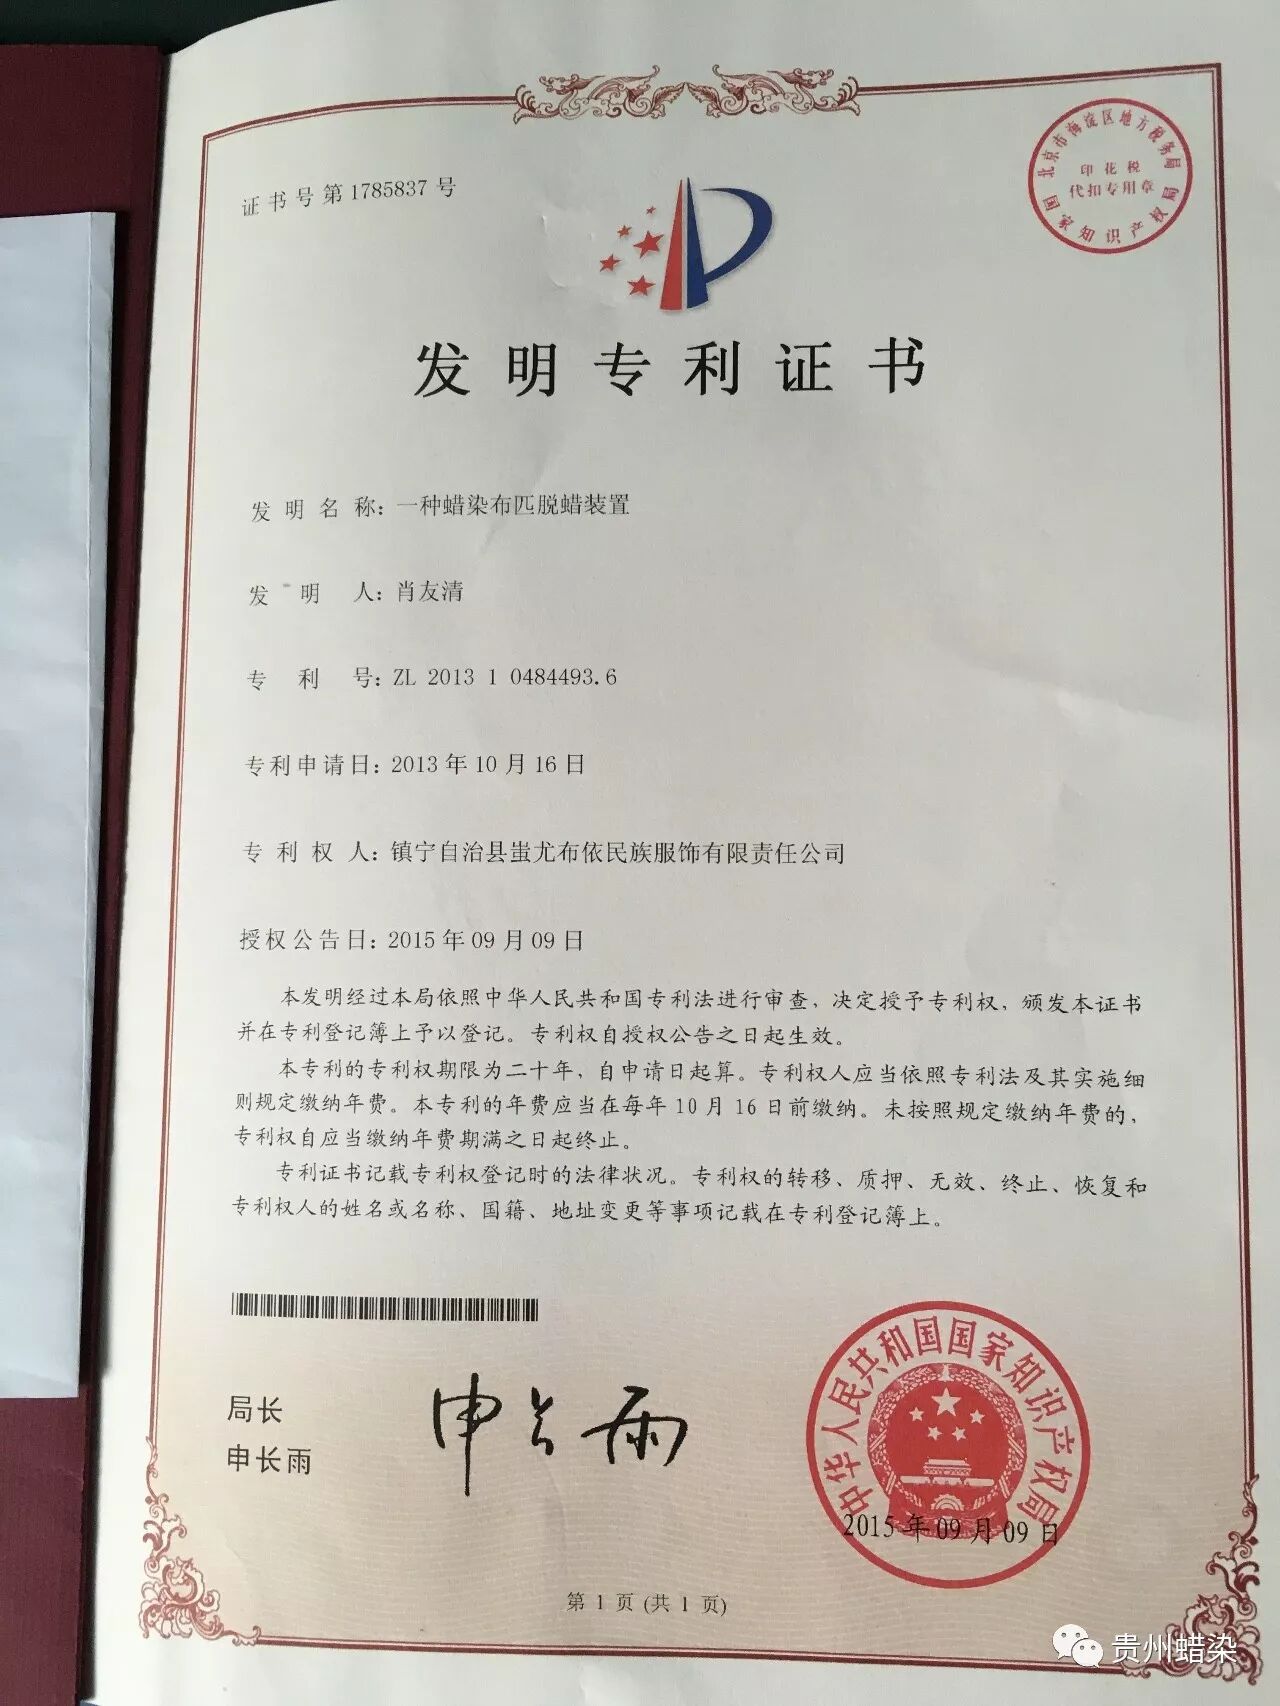 证书号第1785837号
北京市海淀区地方税务局
印花税
代扣专用章
国家知识产权局
发明专利证书
发明名称：一种蜡染布匹脱蜡装置
发明人：肖友清
专利号：ZL 2013 1 0484493.6
专利申请日：2013年10月16日
专利权人：镇宁自治县蚩尤布依民族服饰有限责任公司
授权公告日：2015年09月09日
本发明经过本局依照中华人民共和国专利法进行审查，决定授予专利权，颁发本证书
并在专利登记簿上予以登记。专利权自授权公告之日起生效。
本专利的专利权期限为二十年，自申请日起算。专利权人应当依照专利法及其实施细
则规定缴纳年费。本专利的年费应当在每年10月16日前缴纳。未按照规定缴纳年费的，
专利权自应当缴纳年费期满之日起终止。
专利证书记载专利权登记时的法律状况。专利权的转移、质押、无效、终止、恢复和
专利权人的姓名或名称、国籍、地址变更等事项记载在专利登记簿上。
局长
申长雨
申长雨
中华人民共和国国家知识产权局
2015年09月09日
第1页(共1页)
贵州蜡染